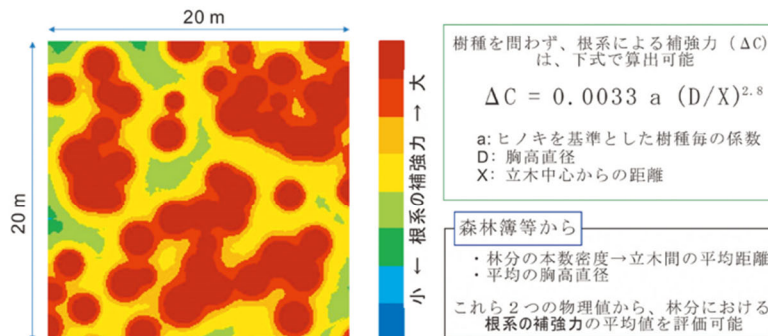 20 m
20 m
小 ← 根系の補強力 → 大
樹種を問わず、根系による補強力（ΔC)
は、下式で算出可能
ΔC = 0.0033 a (D/X)2.8
a: ヒノキを基準とした樹種毎の係数
D: 胸高直径
X: 立木中心からの距離
森林簿等から
・林分の本数密度→立木間の平均距離
・平均の胸高直径
これら２つの物理値から、林分における
根系の補強力の平均値を評価可能